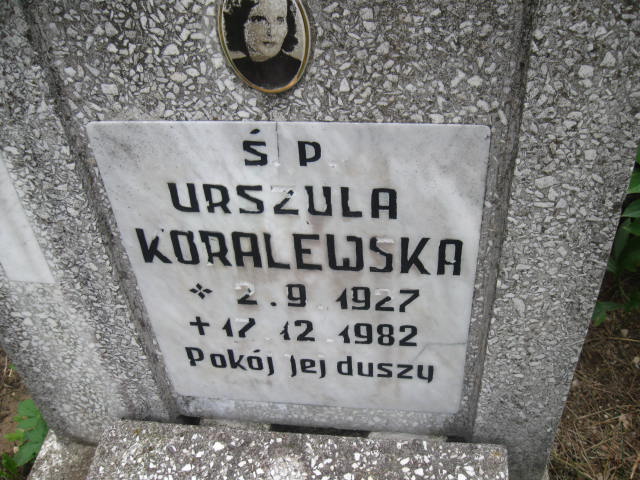 Ś P
URSZULA
KORALEWSKA
* 2.9.1927
+ 17.12.1982
Pokój jej duszy